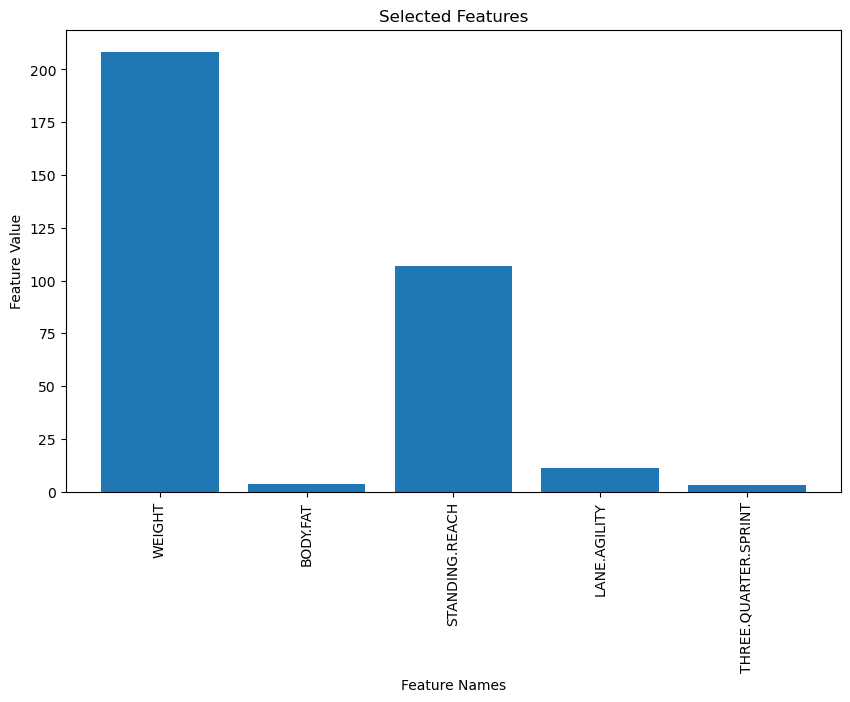 Selected Features
Feature Value
200
175
150
125
100
75
50
25
0
WEIGHT
BODY.FAT
STANDING.REACH
LANE.AGILITY
THREE.QUARTER.SPRINT
Feature Names